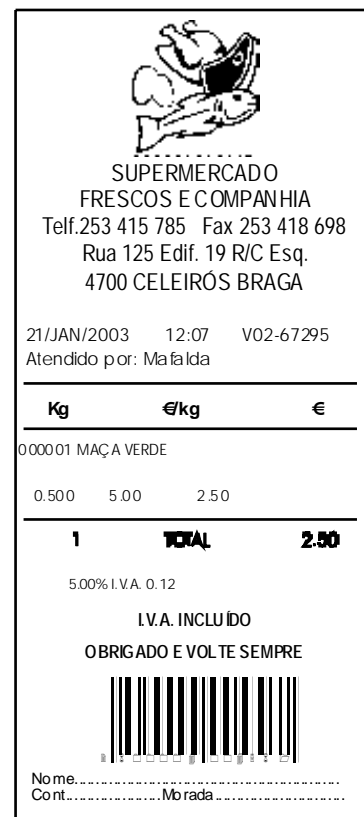 SUPERMERCADO
FRESCOS E COMPANHIA
Telf.253 415 785 Fax 253 418 698
Rua 125 Edif. 19 R/C Esq.
4700 CELEIRÓS BRAGA
21/JAN/2003 12:07 V02-67295
Atendido por: Mafalda
Kg €/kg €
000001 MAÇA VERDE
0.500 5.00 2.50
1 TOTAL 2.50
5.00% I.V.A. 0.12
I.V.A. INCLUÍDO
OBRIGADO E VOLTE SEMPRE
Nome..........................................................
Cont.....................Morada............................